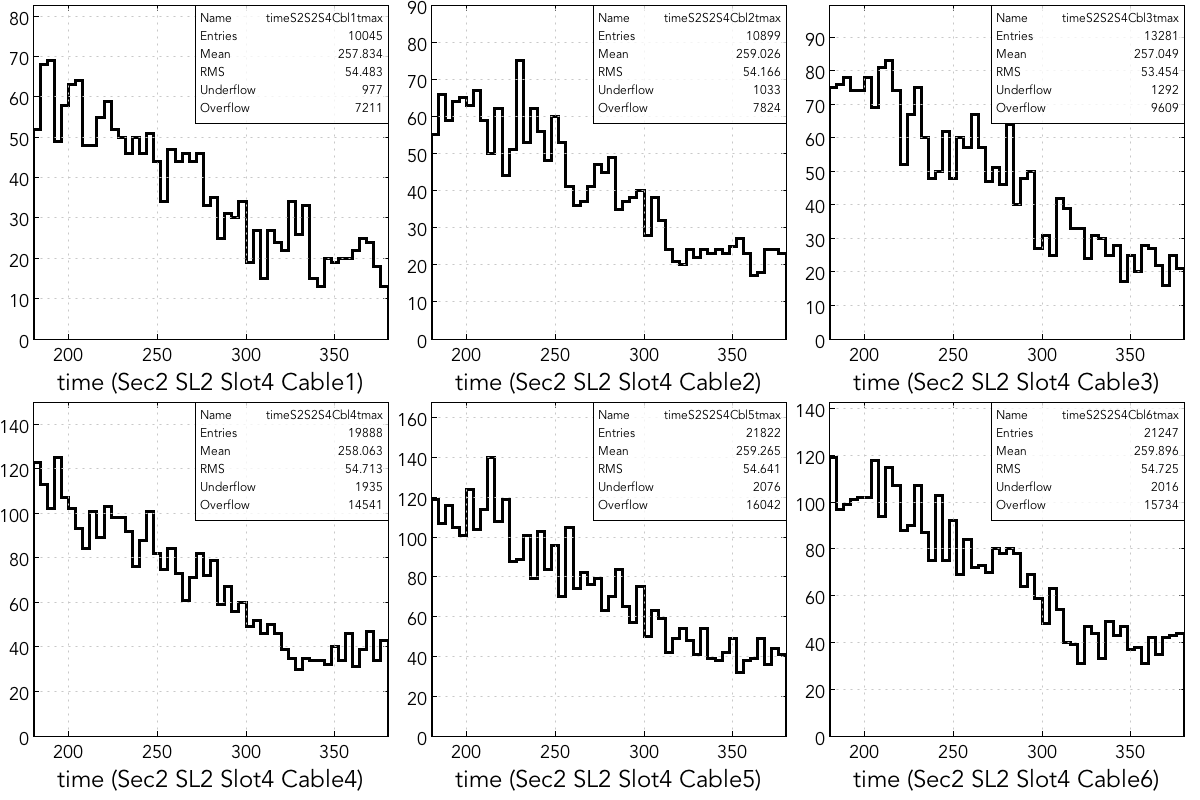 80
70
60
50
40
30
20
10
0
Name timeS2S2S4Cbl1tmax
Entries 10045
Mean 257.834
RMS 54.483
Underflow 977
Overflow 7211
200 250 300 350
time (Sec2 SL2 Slot4 Cable1)
90
80
70
60
50
40
30
20
10
0
Name timeS2S2S4Cbl2tmax
Entries 10899
Mean 259.026
RMS 54.166
Underflow 1033
Overflow 7824
200 250 300 350
time (Sec2 SL2 Slot4 Cable2)
90
80
70
60
50
40
30
20
10
0
Name timeS2S2S4Cbl3tmax
Entries 13281
Mean 257.049
RMS 53.454
Underflow 1292
Overflow 9609
200 250 300 350
time (Sec2 SL2 Slot4 Cable3)
140
120
100
80
60
40
20
0
Name timeS2S2S4Cbl4tmax
Entries 19888
Mean 258.063
RMS 54.713
Underflow 1935
Overflow 14541
200 250 300 350
time (Sec2 SL2 Slot4 Cable4)
160
140
120
100
80
60
40
20
0
Name timeS2S2S4Cbl5tmax
Entries 21822
Mean 259.265
RMS 54.641
Underflow 2076
Overflow 16042
200 250 300 350
time (Sec2 SL2 Slot4 Cable5)
140
120
100
80
60
40
20
0
Name timeS2S2S4Cbl6tmax
Entries 21247
Mean 259.896
RMS 54.725
Underflow 2016
Overflow 15734
200 250 300 350
time (Sec2 SL2 Slot4 Cable6)